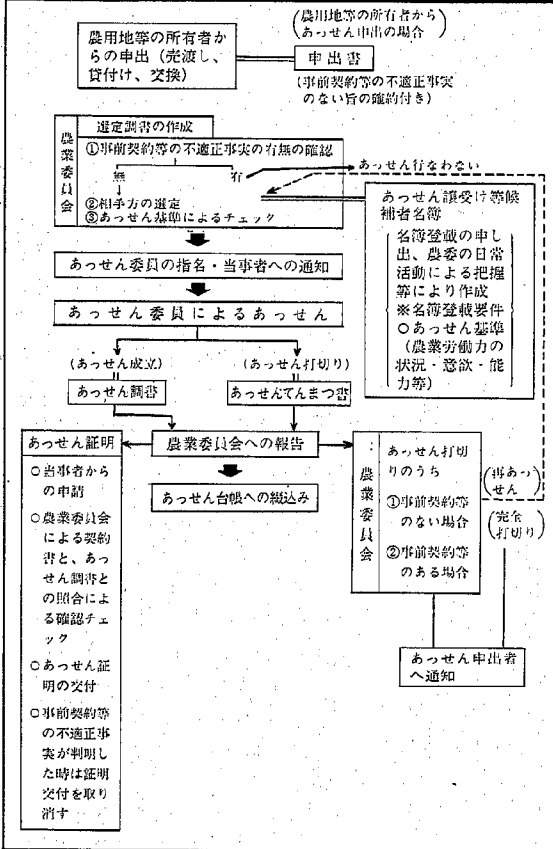 農用地等の所有者か
らの申出(売渡し、
貸付け、交換)
(農用地等の所有者から
あっせん申出の場合)
申出書
(事前契約等の不適正事実
のない旨の確約付き)
農業委員会
選定調書の作成
①事前契約等の不適正事実の有無の確認
無
有
②相手方の選定
③あっせん基準によるチェック
あっせん行なわない
あっせん譲受け等候
補者名簿
名簿登載の申し
出、農委の日常
活動による把握
等により作成
※名簿登載要件
○あっせん基準
(農業労働力の
状況・意欲・能
力等)
あっせん委員の指名・当事者への通知
あっせん委員によるあっせん
(あっせん成立)
(あっせん打切り)
あっせん調書
あっせんてんまつ書
農業委員会への報告
あっせん台帳への綴込み
あっせん証明
○当事者から
の申請
○農業委員会
による契約
書と、あっ
せん調書と
の照合によ
る確認チェ
ック
○あっせん証
明の交付
○事前契約等
の不適正事
実が判明し
た時は証明
交付を取り
消す
農業委員会
あっせん打切
りのうち
①事前契約等
のない場合
②事前契約等
のある場合
(再あっ
せん)
(完全
打切り)
あっせん申出者
へ通知